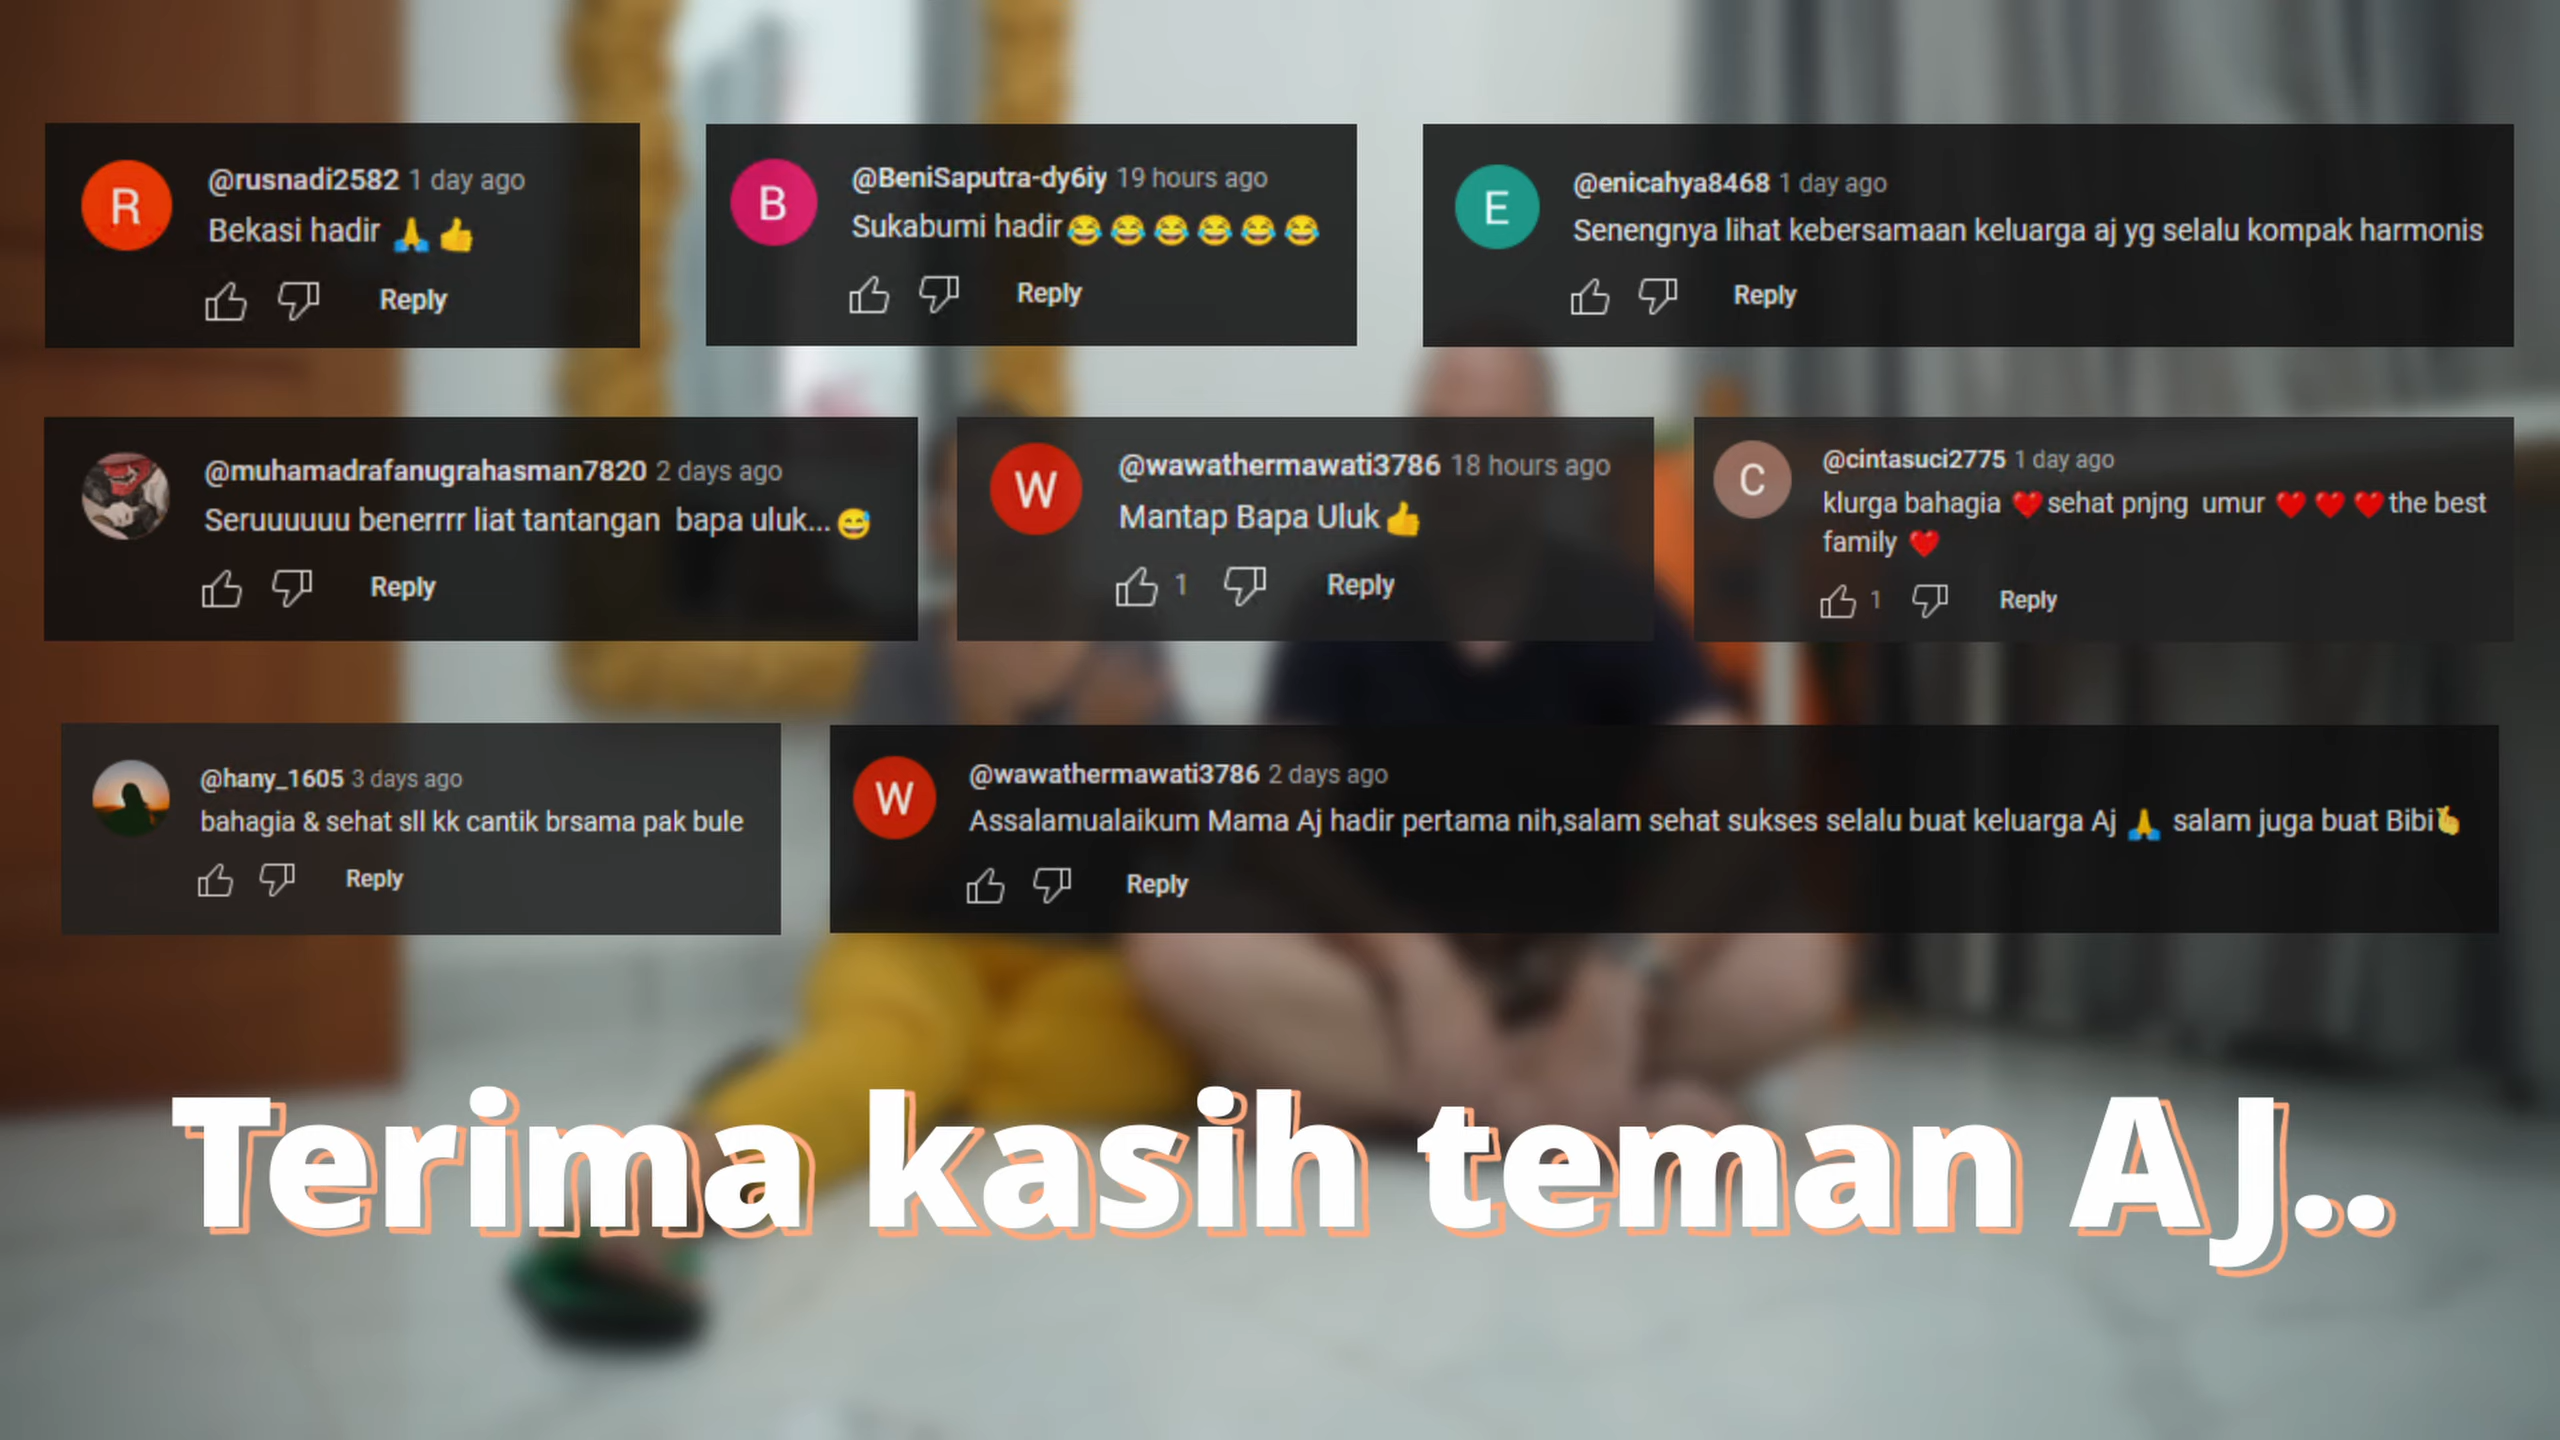 @rusnadi2582 1 day ago
Bekasi hadir 🙏👍
Reply
@BeniSaputra-dy6iy 19 hours ago
Sukabumi hadir😂😂😂😂😂😂
Reply
@enicahya8468 1 day ago
Senengnya lihat kebersamaan keluarga aj yg selalu kompak harmonis
Reply
@muhamadrafanugrahasman7820 2 days ago
Seruuuuuu benerrrr liat tantangan  bapa uluk...😅
Reply
@wawathermawati3786 18 hours ago
Mantap Bapa Uluk👍
1 Reply
@cintasuci2775 1 day ago
klurga bahagia ❤️sehat pnjng  umur ❤️❤️❤️the best
family ❤️
1 Reply
@hany_1605 3 days ago
bahagia & sehat sll kk cantik brsama pak bule
Reply
@wawathermawati3786 2 days ago
Assalamualaikum Mama Aj hadir pertama nih,salam sehat sukses selalu buat keluarga Aj 🙏 salam juga buat Bibi🫰
Reply
R
B
E
W
C
W
Terima kasih teman AJ..